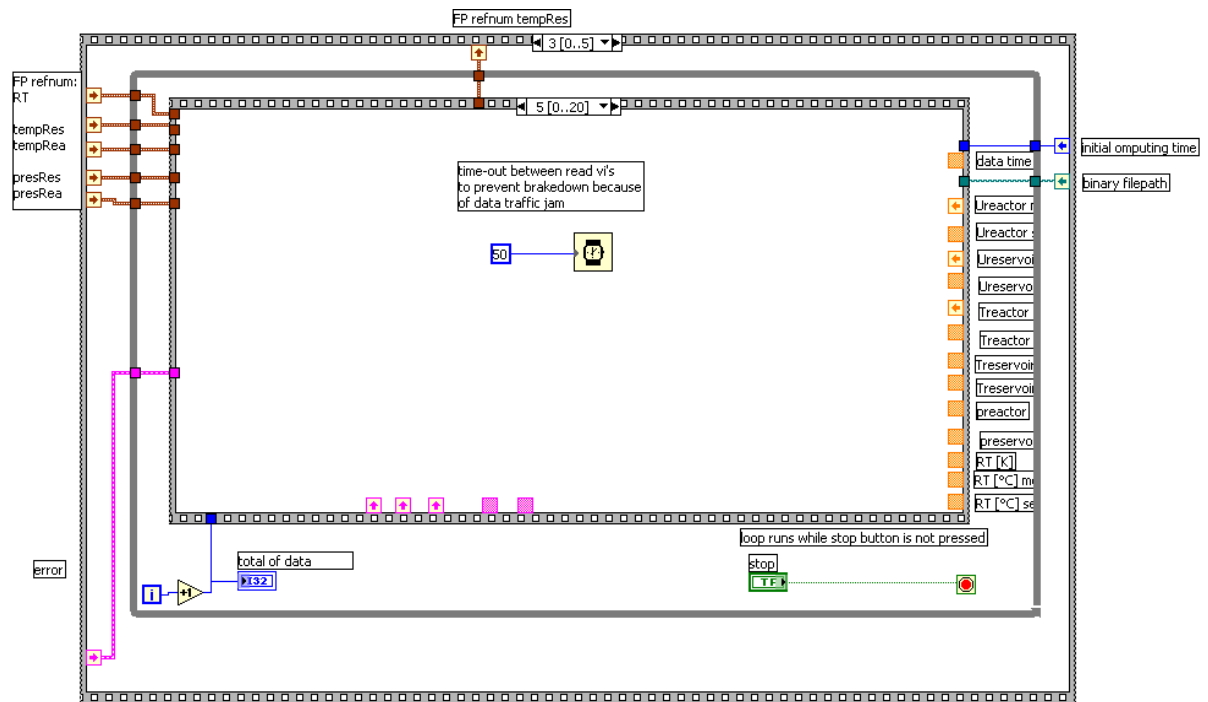 FP refnum tempRes
3 [0..5]
FP refnum:
RT
tempRes
tempRea
presRes
presRea
5 [0..20]
time-out between read vi's
to prevent brakedown because
of data traffic jam
50
initial omputing time
data time
binary filepath
Ureactor
Ureactor
Ureservoi
Ureservo
Treactor
Treactor
Treservoir
Treservoir
preactor
preservo
RT [K]
RT [°C]
RT [°C] se
loop runs while stop button is not pressed
total of data
I32
stop
TF
error
i
+1